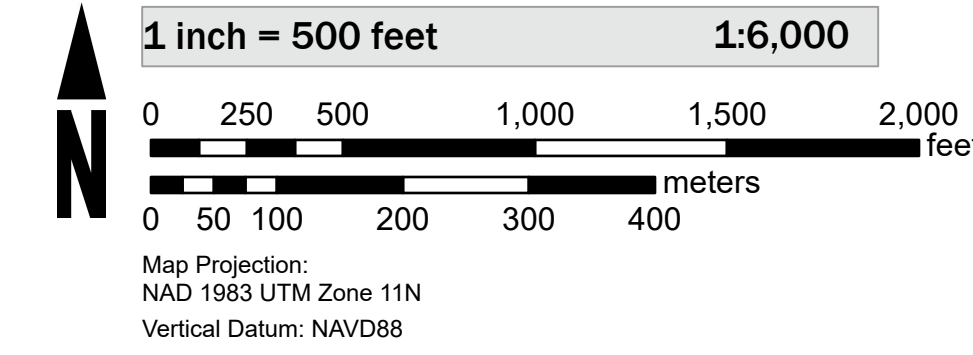 1 inch = 500 feet 1:6,000
0 250 500 1,000 1,500 2,000
feet
meters
0 50 100 200 300 400
N
Map Projection:
NAD 1983 UTM Zone 11N
Vertical Datum: NAVD88